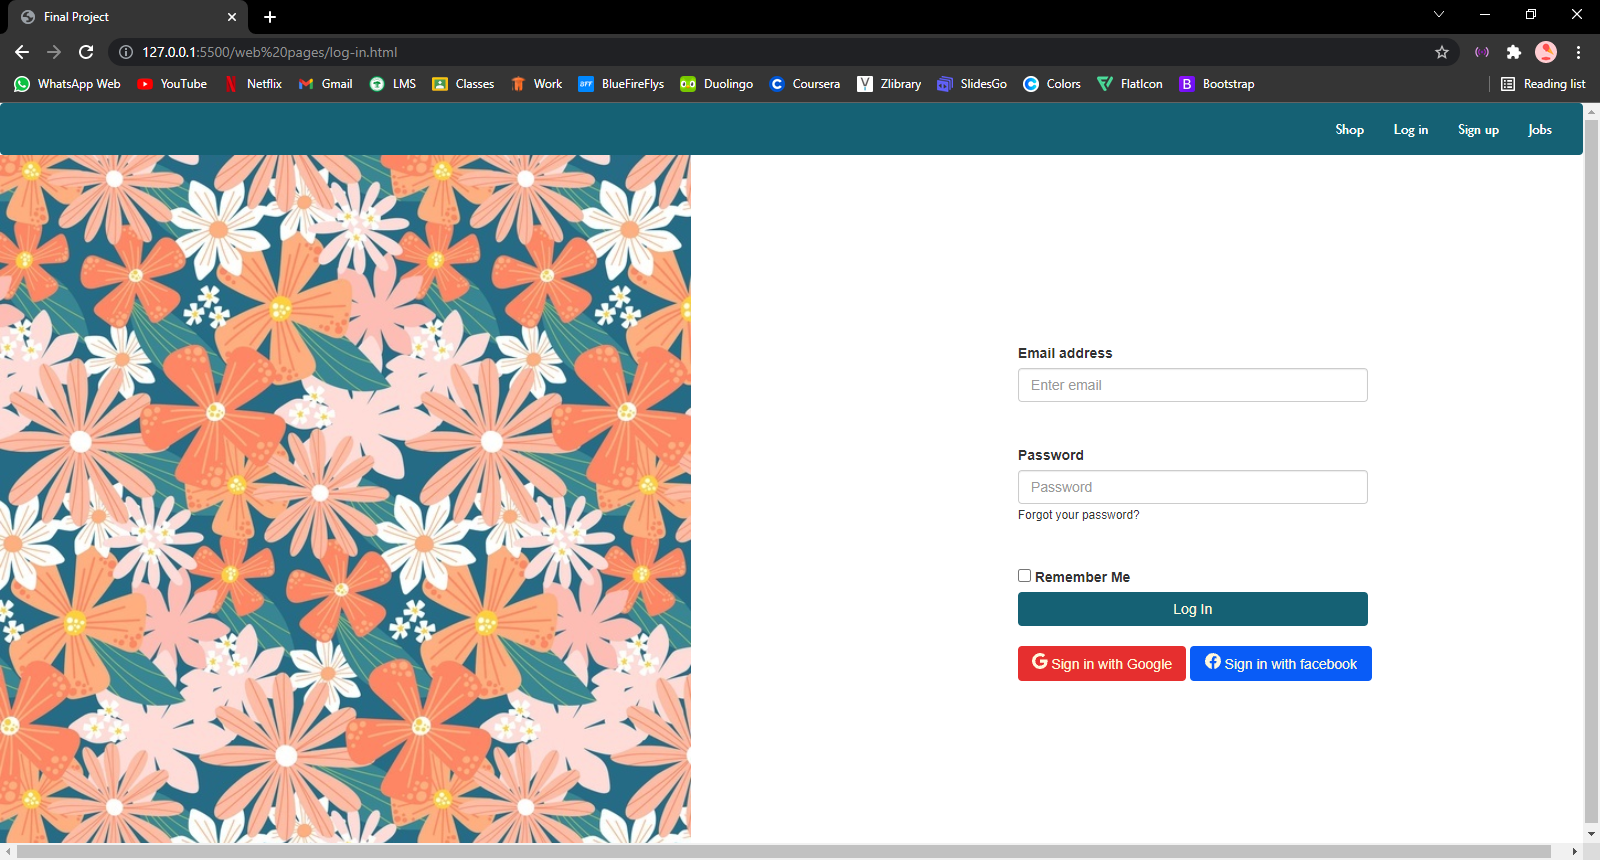 Final Project
127.0.0.1:5500/web%20pages/log-in.html
WhatsApp Web YouTube Netflix Gmail LMS Classes Work BFF BlueFireFlys Duolingo Coursera Zlibrary SlidesGo Colors FlatIcon B Bootstrap Reading list
Shop Log in Sign up Jobs
Email address
Enter email
Password
Password
Forgot your password?
Remember Me
Log In
G Sign in with Google Sign in with facebook